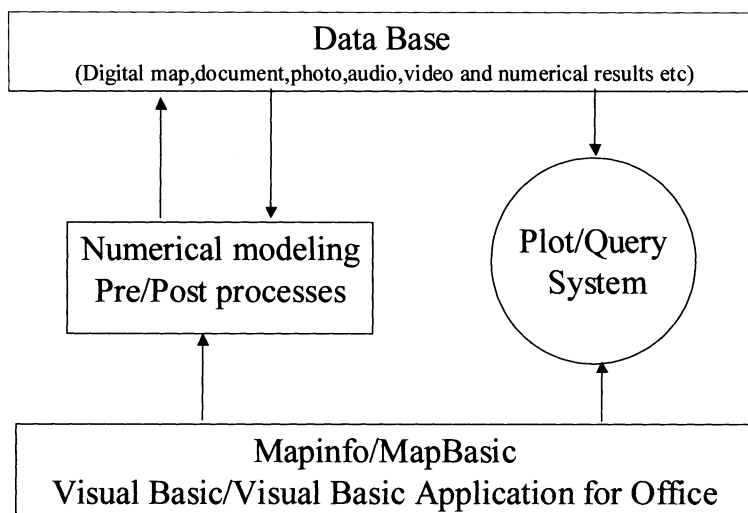 Data Base
(Digital map,document,photo,audio,video and numerical results etc)
Numerical modeling
Pre/Post processes
Plot/Query
System
Mapinfo/MapBasic
Visual Basic/Visual Basic Application for Office